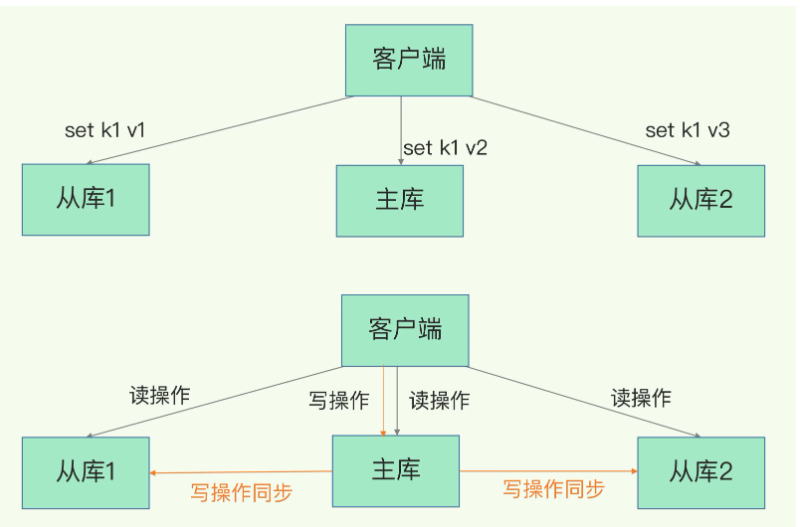 客户端
set k1 v1
set k1 v2
set k1 v3
从库1
主库
从库2
客户端
读操作
写操作
读操作
读操作
从库1
主库
从库2
写操作同步
写操作同步